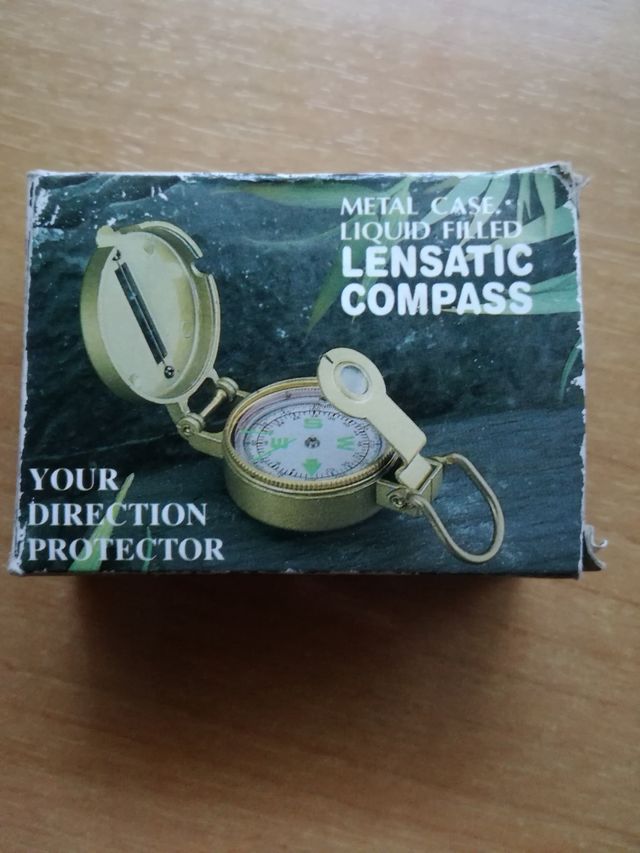 METAL CASE.
LIQUID FILLED
LENSATIC
COMPASS
S
E
W
YOUR
DIRECTION
PROTECTOR